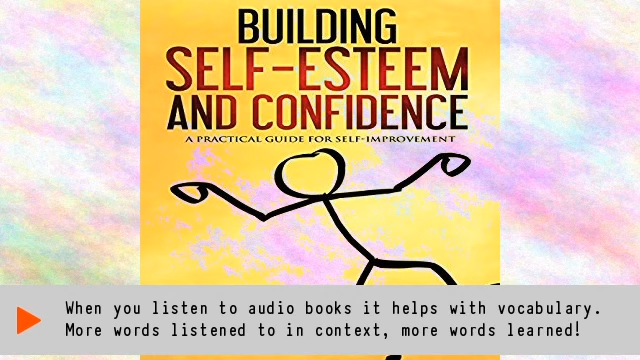 BUILDING
SELF-ESTEEM
AND CONFIDENCE
A PRACTICAL GUIDE FOR SELF-IMPROVEMENT
When you listen to audio books it helps with vocabulary.
More words listened to in context, more words learned!